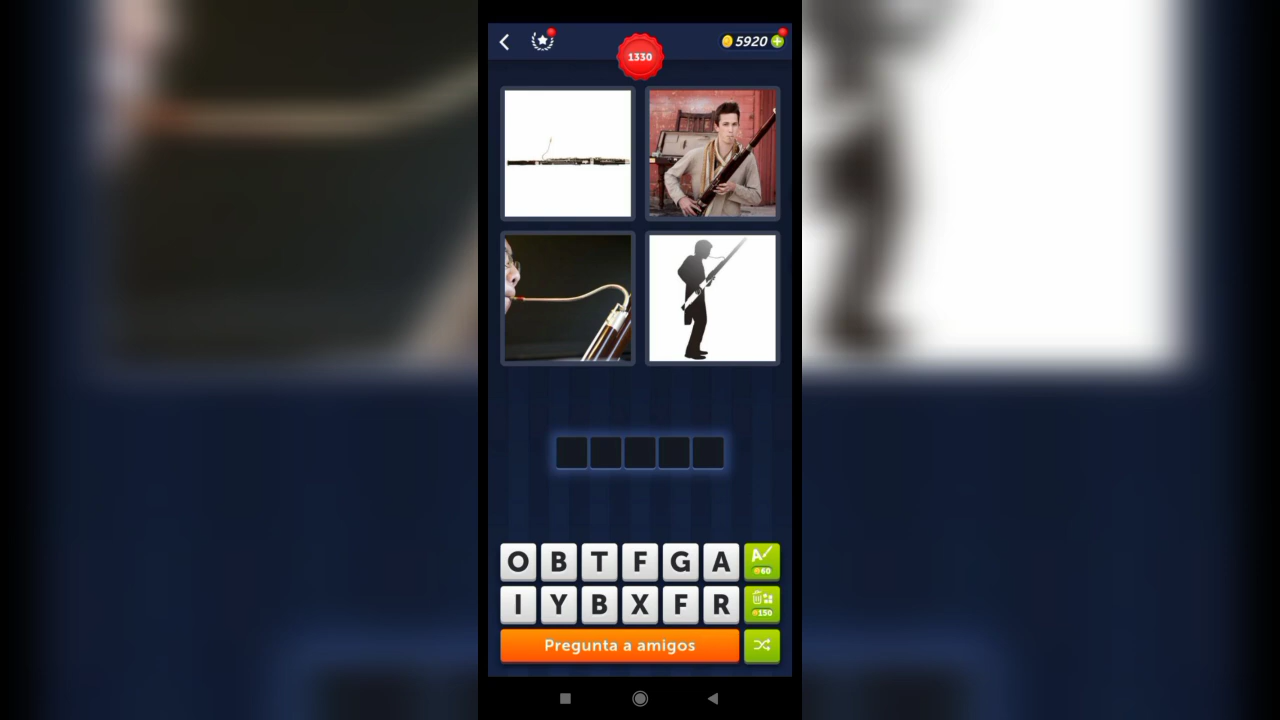 5920
1330
O B T F G A
A 60
I Y B X F R
150
Pregunta a amigos